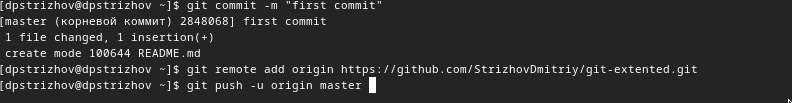 [dpstrizhov@dpstrizhov ~]$ git commit -m "first commit"
[master (корневой коммит) 2848068] first commit
 1 file changed, 1 insertion(+)
 create mode 100644 README.md
[dpstrizhov@dpstrizhov ~]$ git remote add origin https://github.com/StrizhovDmitriy/git-extented.git
[dpstrizhov@dpstrizhov ~]$ git push -u origin master